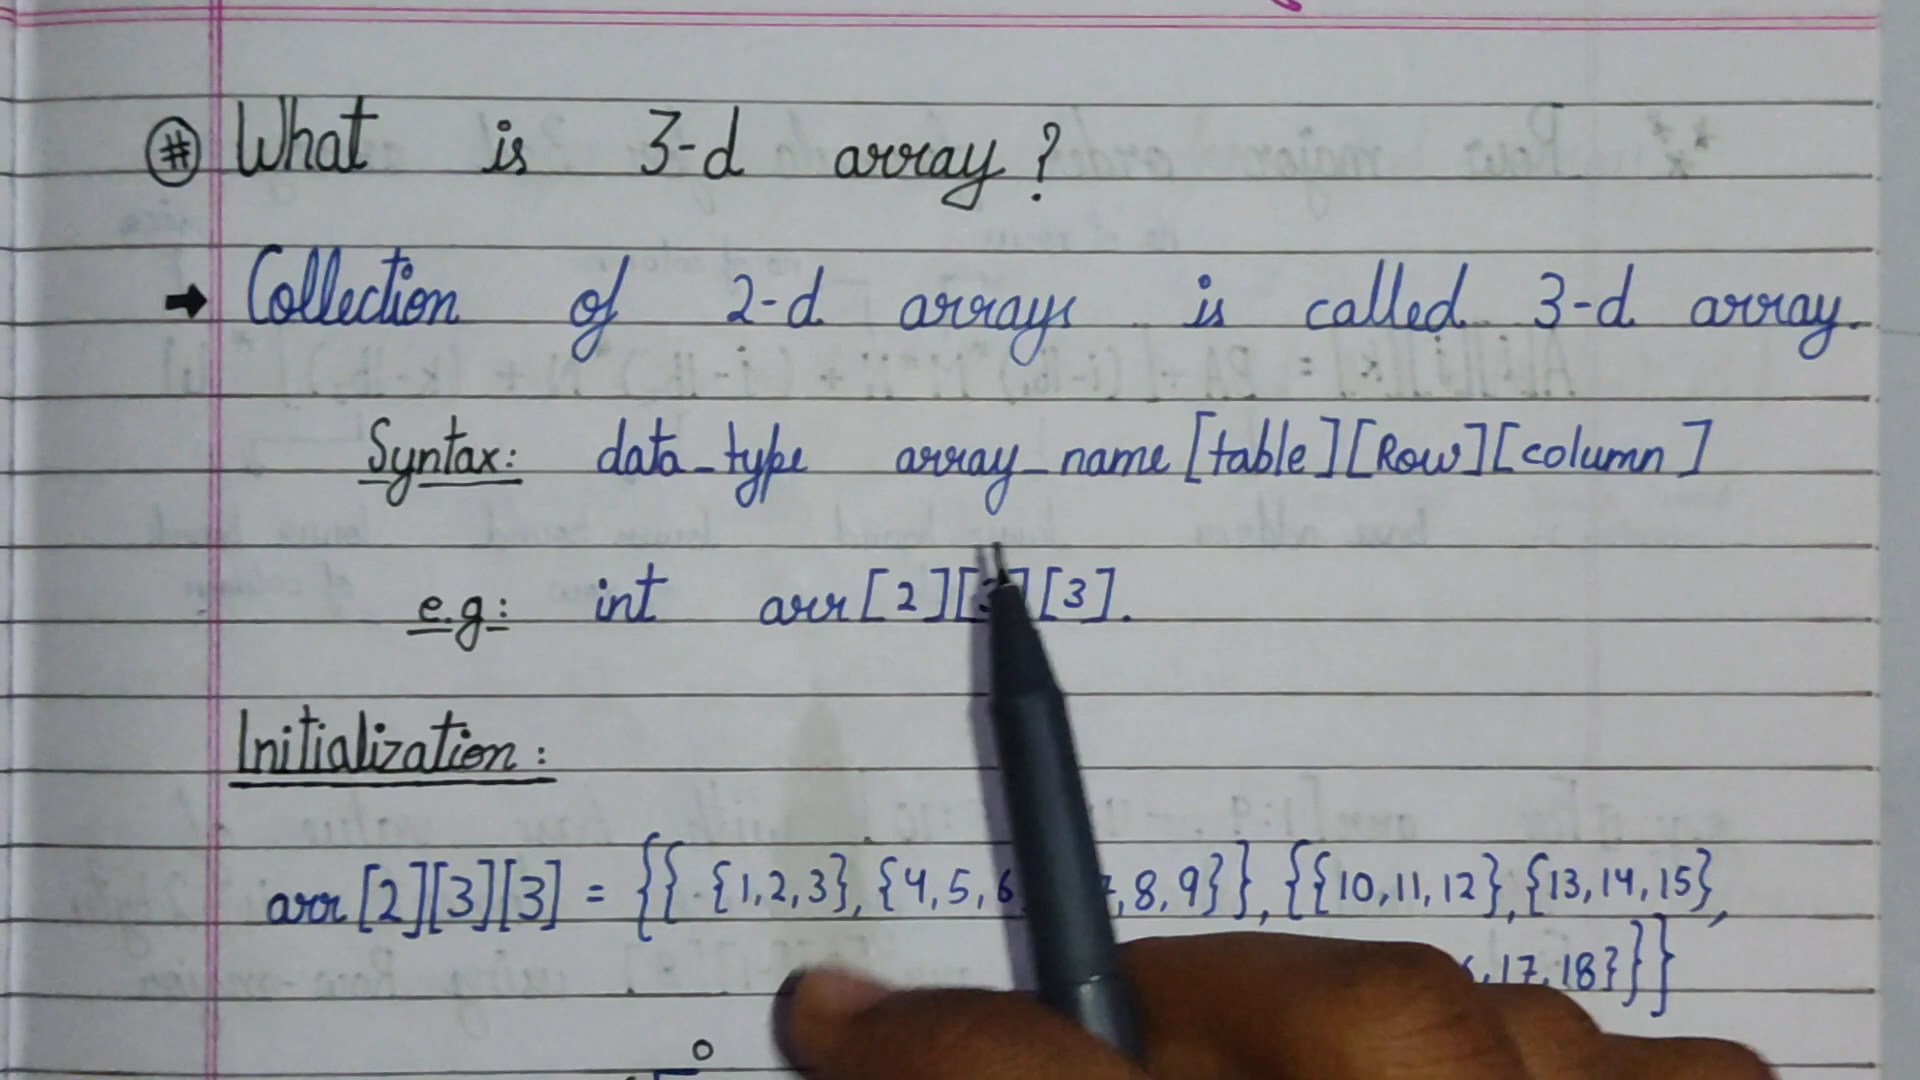 # What is 3-d array?
→ Collection of 2-d arrays is called 3-d array.
Syntax: data_type array_name[table][Row][column]
e.g: int arr[2][3][3].
Initialization:
arr[2][3][3] = {{ {1,2,3}, {4,5,6 ,8,9}}, {{10,11,12}, {13,14,15},
,17,18}}}
0